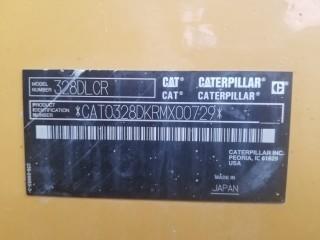 MODEL NUMBER 328DLCR
CAT® CATERPILLAR®
CAT® CATERPILLAR®
PRODUCT IDENTIFICATION NUMBER *CAT0328DKRMX00729*
CATERPILLAR INC.
PEORIA, IL 61629
USA
MADE IN
JAPAN